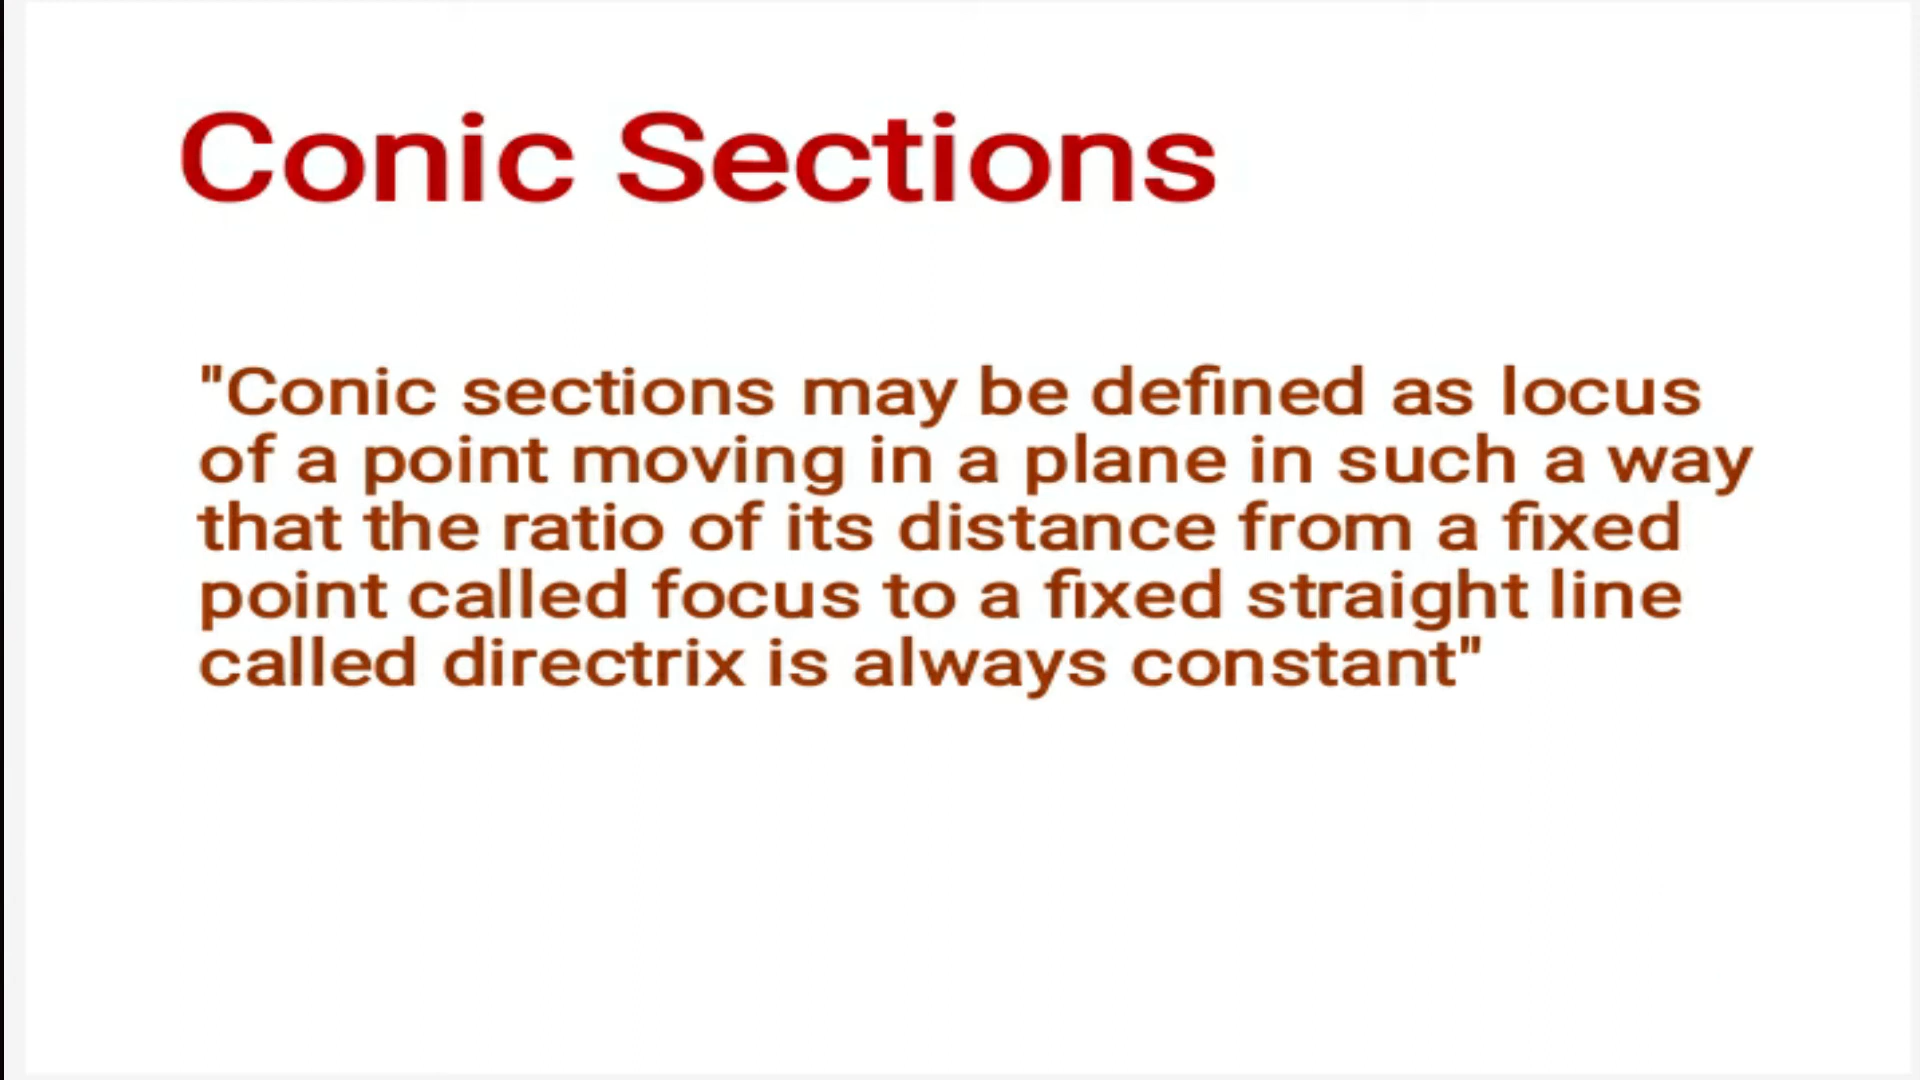 Conic Sections
"Conic sections may be defined as locus
of a point moving in a plane in such a way
that the ratio of its distance from a fixed
point called focus to a fixed straight line
called directrix is always constant"